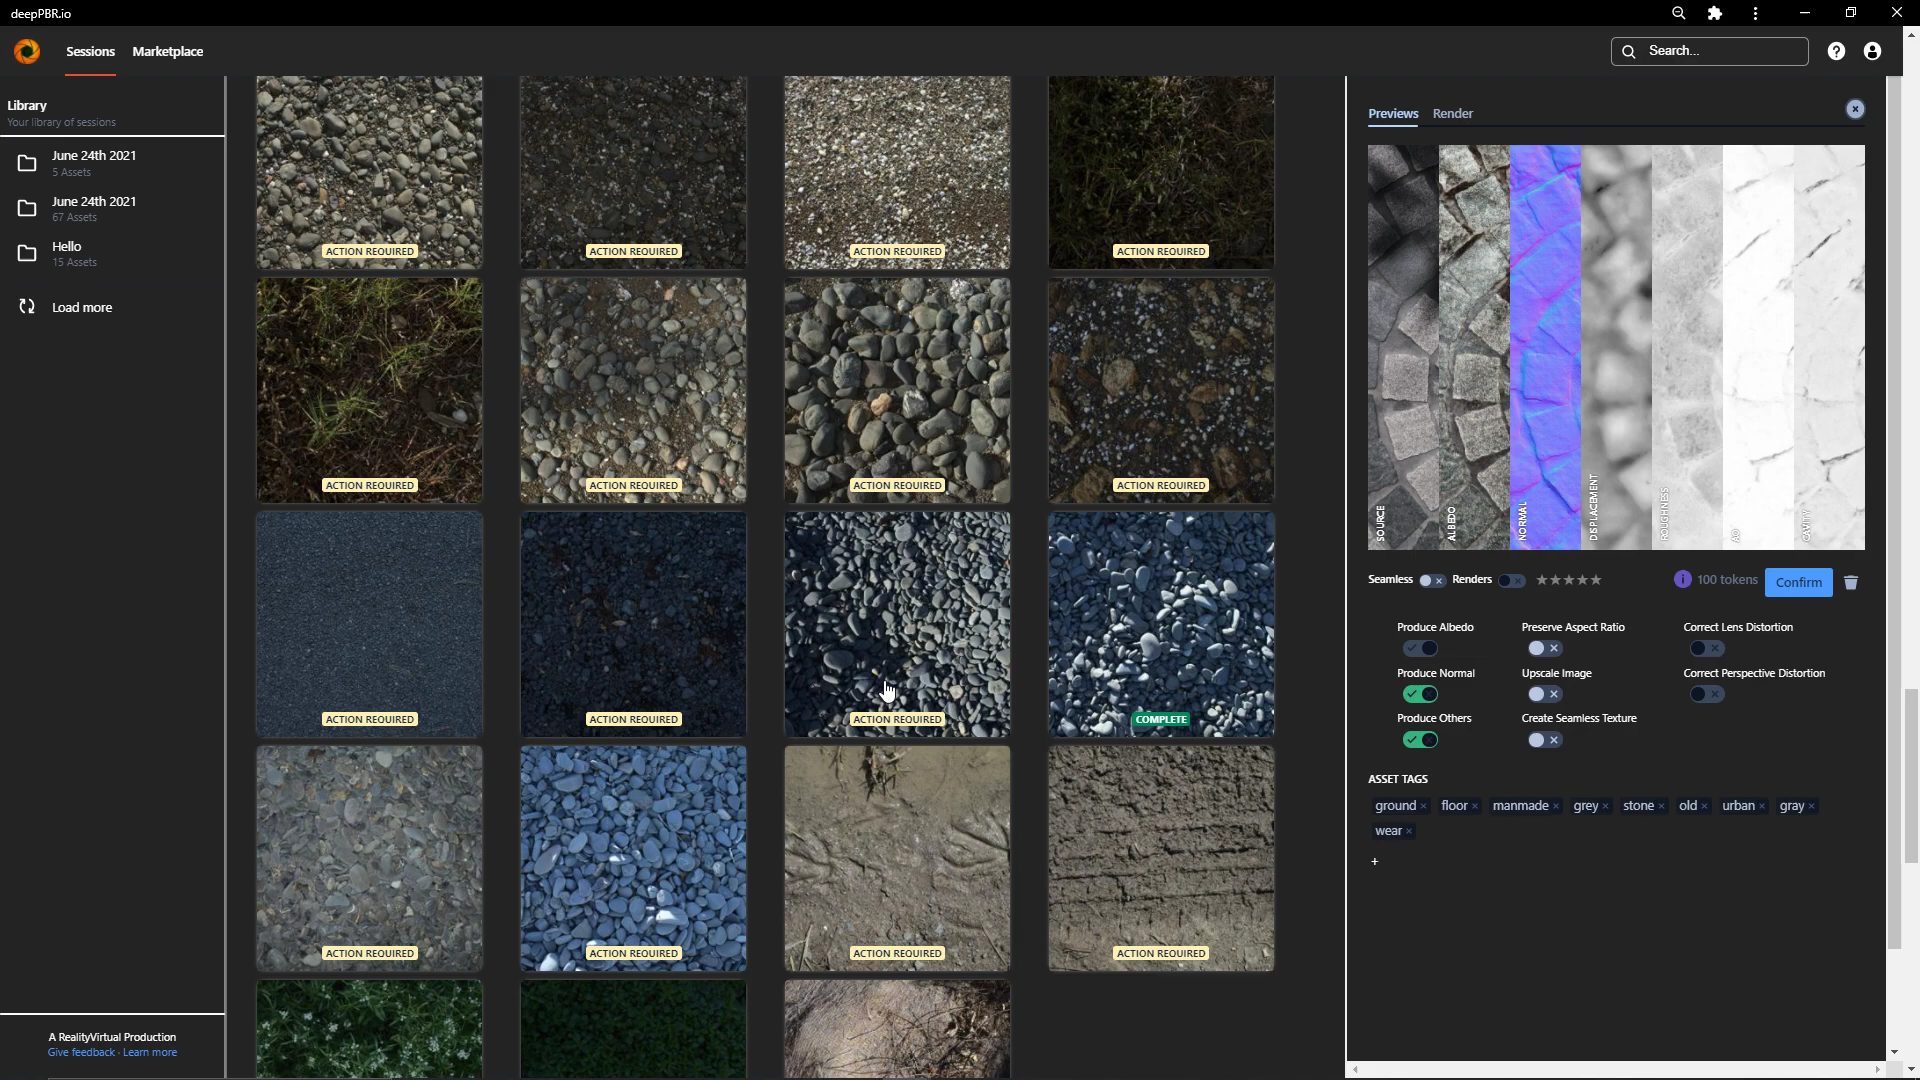 deepPBR.io
Sessions Marketplace
Search...
Library
Your library of sessions
June 24th 2021
5 Assets
June 24th 2021
67 Assets
Hello
15 Assets
Load more
A RealityVirtual Production
Give feedback · Learn more
ACTION REQUIRED ACTION REQUIRED ACTION REQUIRED ACTION REQUIRED
ACTION REQUIRED ACTION REQUIRED ACTION REQUIRED ACTION REQUIRED
ACTION REQUIRED ACTION REQUIRED ACTION REQUIRED COMPLETE
ACTION REQUIRED ACTION REQUIRED ACTION REQUIRED ACTION REQUIRED
Previews Render
SOURCE
ALBEDO
NORMAL
DISPLACEMENT
ROUGHNESS
AO
CAVITY
Seamless Renders 100 tokens Confirm
Produce Albedo Preserve Aspect Ratio Correct Lens Distortion
Produce Normal Upscale Image Correct Perspective Distortion
Produce Others Create Seamless Texture
ASSET TAGS
ground × floor × manmade × grey × stone × old × urban × gray ×
wear ×
+